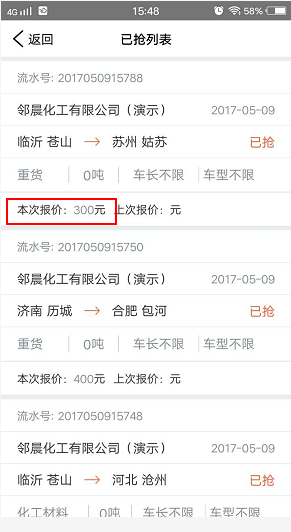 4G 15:48 58%
返回 已抢列表
流水号: 2017050915788
邻晨化工有限公司（演示） 2017-05-09
临沂 苍山 → 苏州 姑苏 已抢
重货 0吨 车长不限 车型不限
本次报价：300元 上次报价：元
流水号: 2017050915750
邻晨化工有限公司（演示） 2017-05-09
济南 历城 → 合肥 包河 已抢
重货 0吨 车长不限 车型不限
本次报价：400元 上次报价：元
流水号: 2017050915748
邻晨化工有限公司（演示） 2017-05-09
临沂 苍山 → 河北 沧州 已抢
化工材料 0吨 车长不限 车型不限